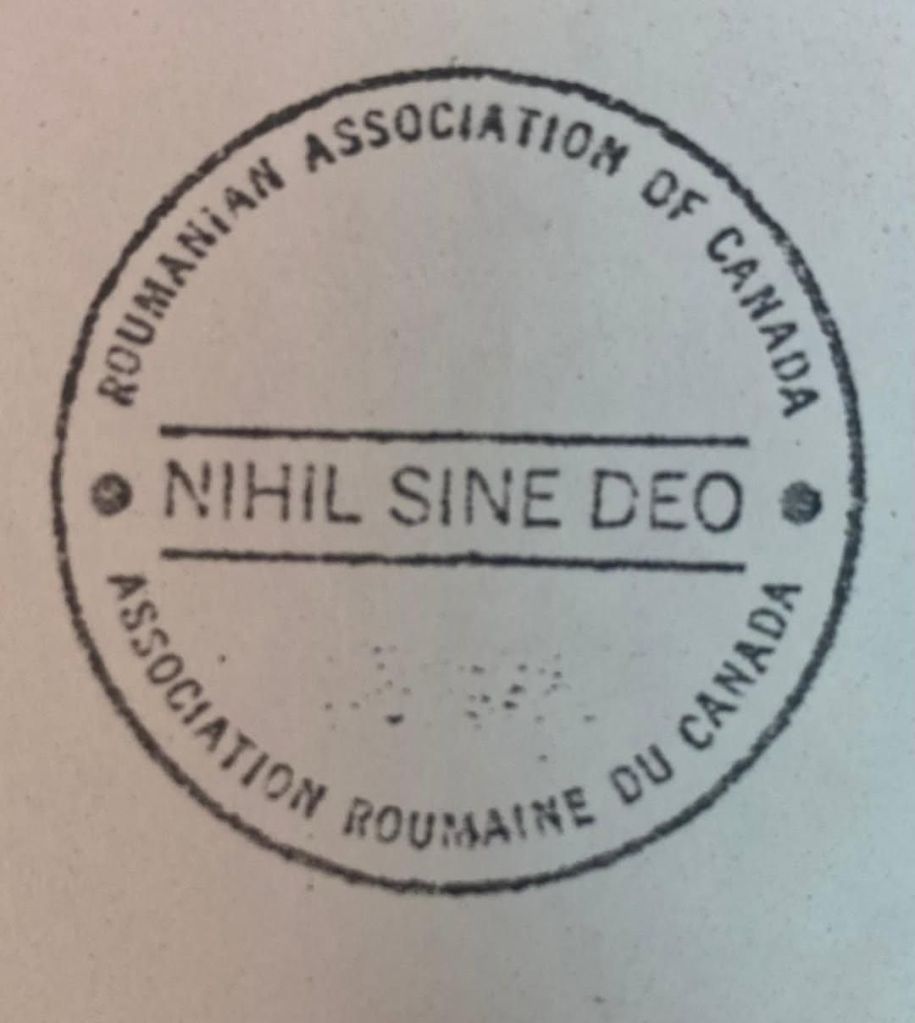 ROUMANIAN ASSOCIATION OF CANADA
NIHIL SINE DEO
ASSOCIATION ROUMAINE DU CANADA